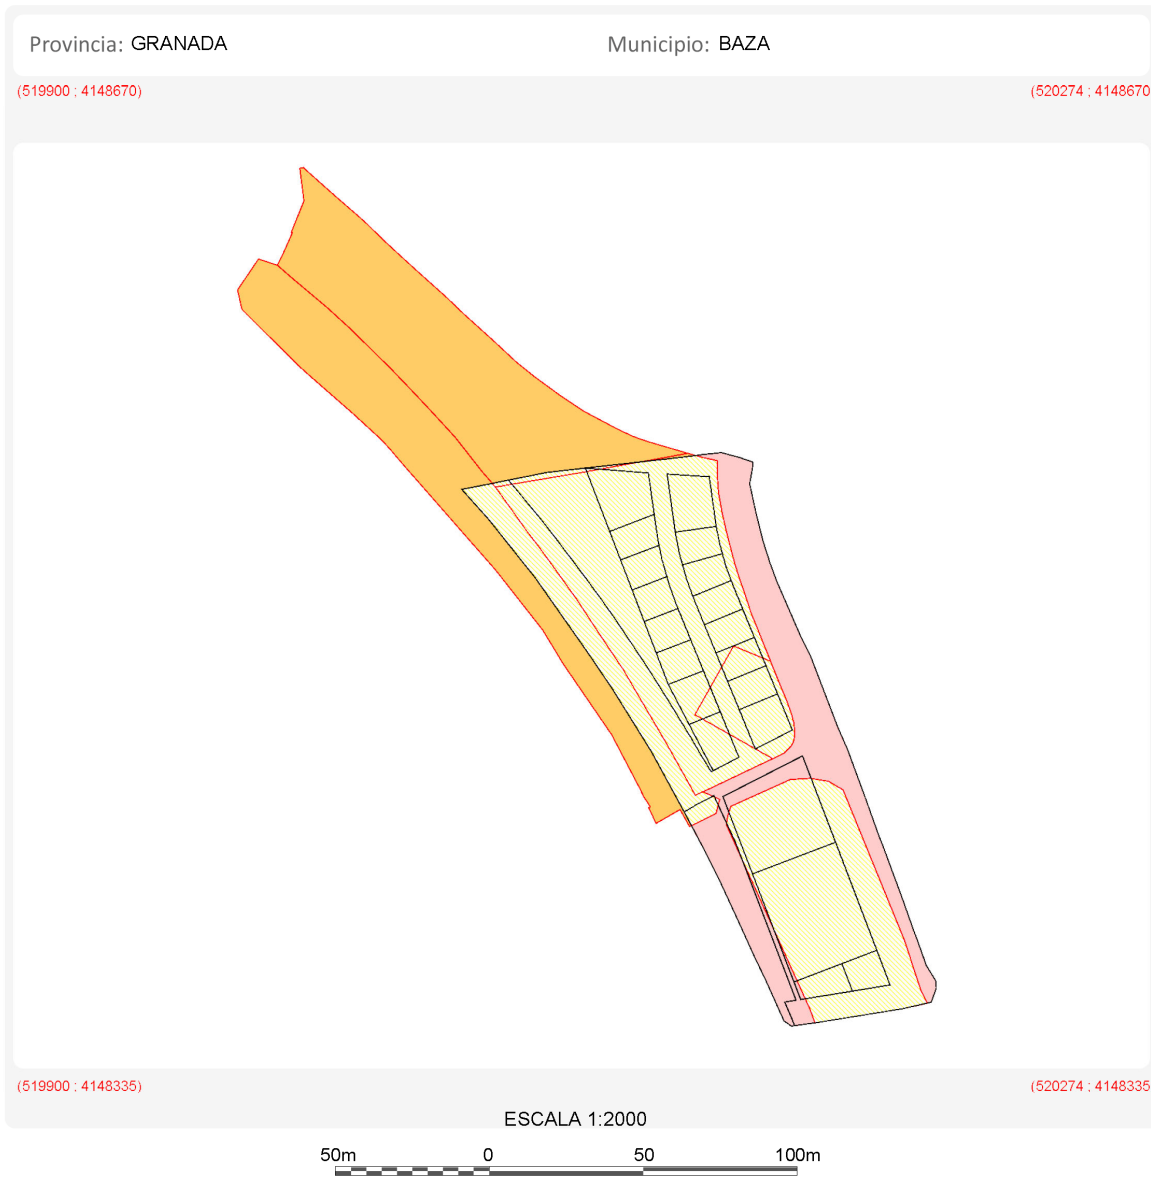 Provincia: GRANADA Municipio: BAZA
(519900 ; 4148670) (520274 ; 4148670
(519900 ; 4148335) (520274 ; 4148335
ESCALA 1:2000
50m 0 50 100m